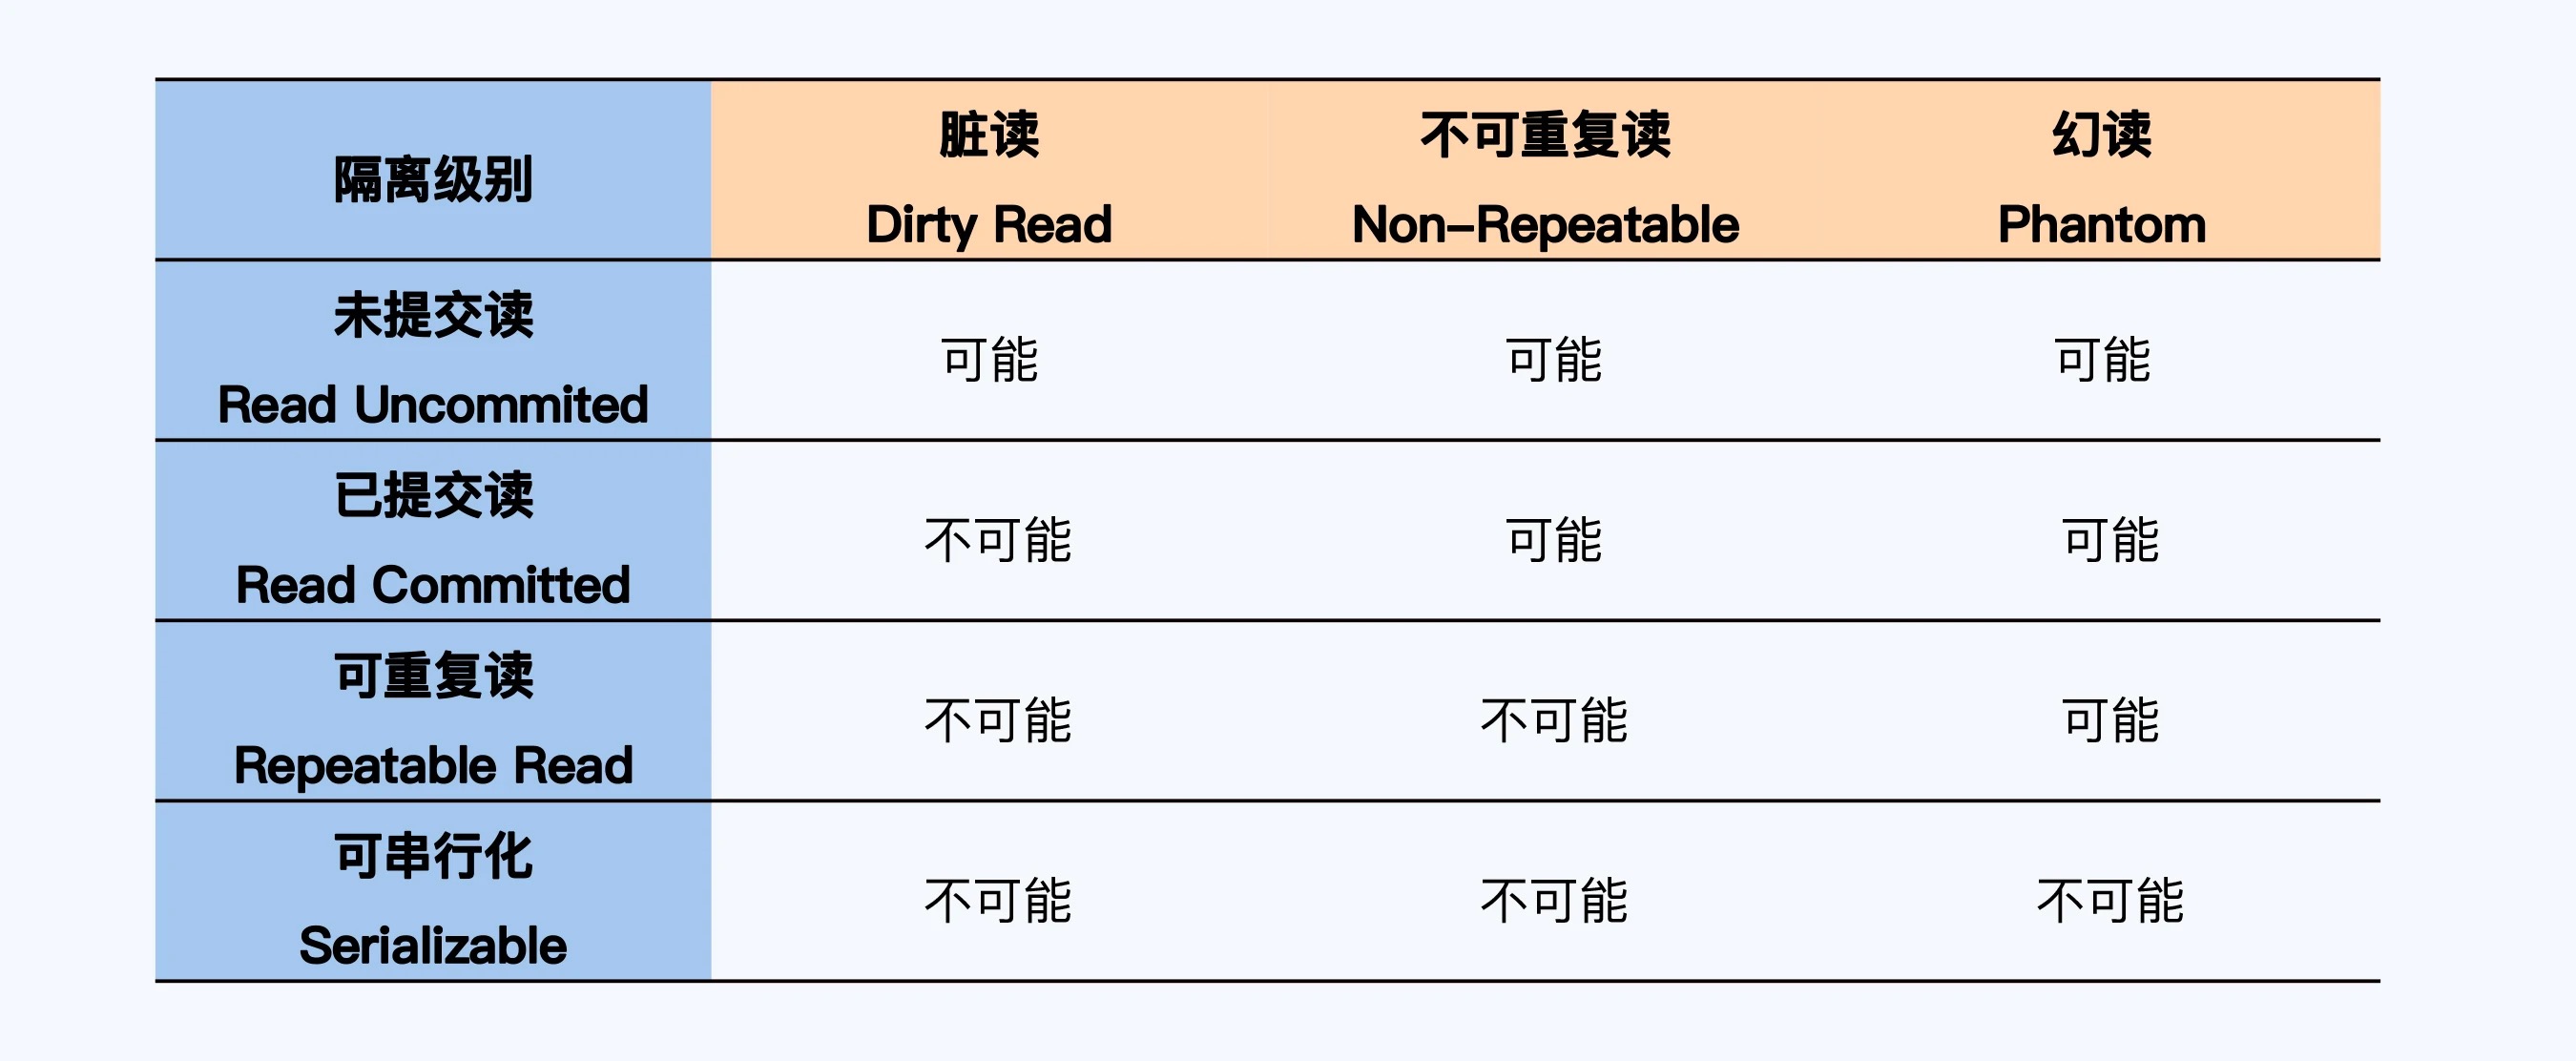 隔离级别
脏读
Dirty Read
不可重复读
Non-Repeatable
幻读
Phantom
未提交读
Read Uncommited
可能
可能
可能
已提交读
Read Committed
不可能
可能
可能
可重复读
Repeatable Read
不可能
不可能
可能
可串行化
Serializable
不可能
不可能
不可能